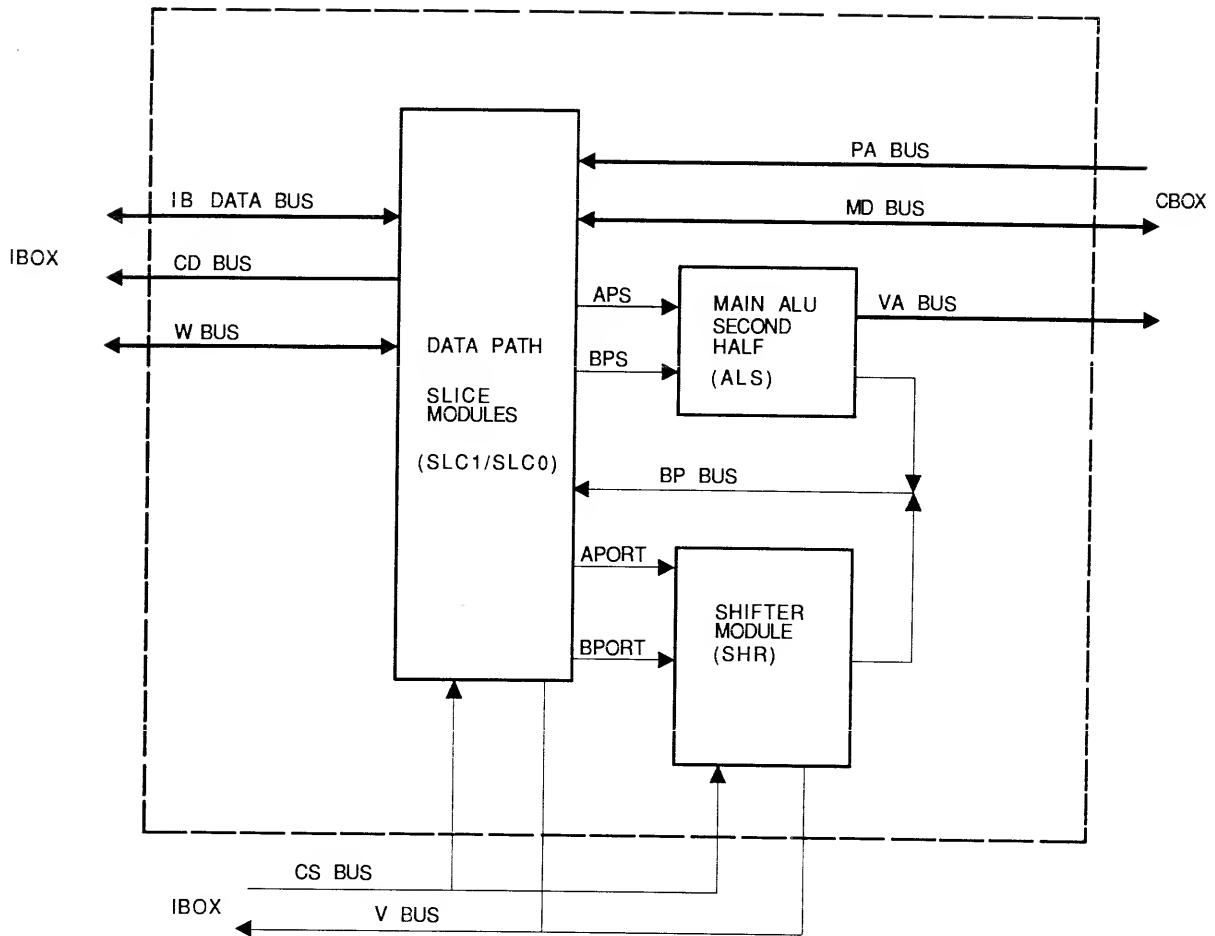 PA BUS
IB DATA BUS
MD BUS
CBOX
IBOX
CD BUS
APS
MAIN ALU
SECOND
HALF
(ALS)
VA BUS
W BUS
DATA PATH
SLICE
MODULES
(SLC1/SLC0)
BPS
BP BUS
APORT
SHIFTER
MODULE
(SHR)
BPORT
CS BUS
IBOX
V BUS